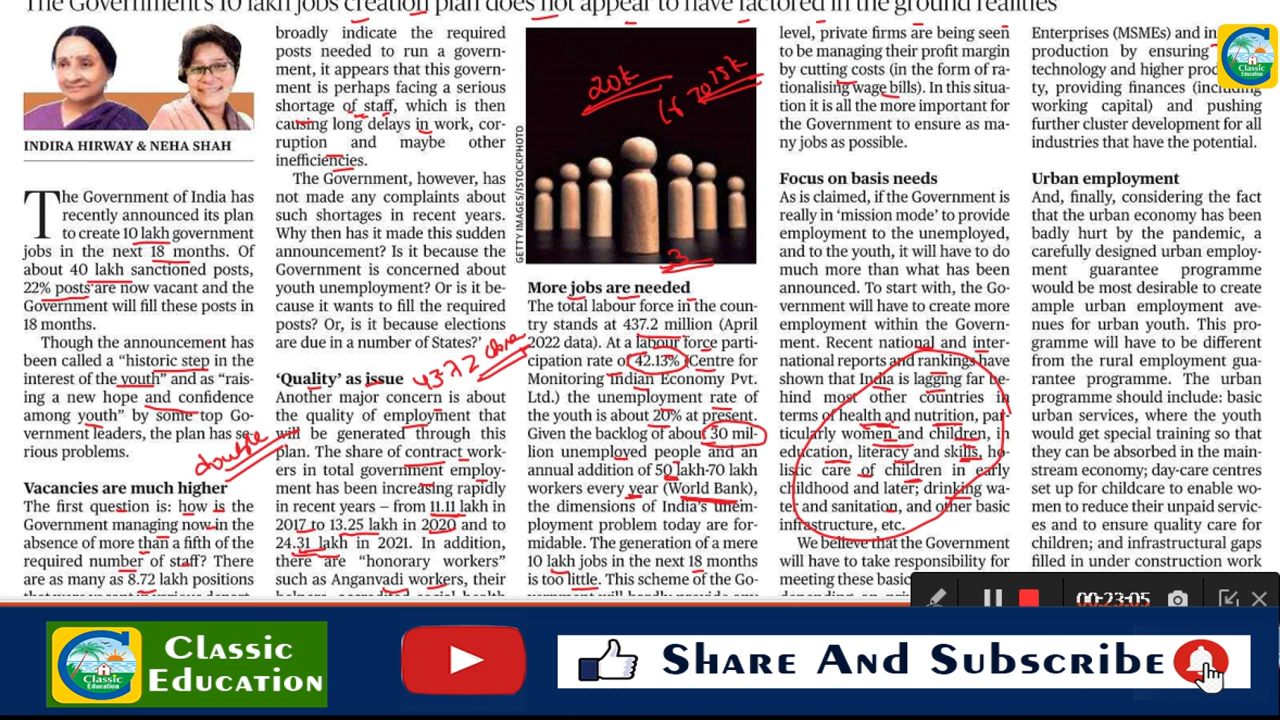 The Government's 10 lakh jobs creation plan does not appear to have factored in the ground realities
INDIRA HIRWAY & NEHA SHAH
The Government of India has
recently announced its plan
to create 10 lakh government
jobs in the next 18 months. Of
about 40 lakh sanctioned posts,
22% posts are now vacant and the
Government will fill these posts in
18 months.
Though the announcement has
been called a "historic step in the
interest of the youth" and as "rais-
ing a new hope and confidence
among youth" by some top Go-
vernment leaders, the plan has se-
rious problems.
double
Vacancies are much higher
The first question is: how is the
Government managing now in the
absence of more than a fifth of the
required number of staff? There
are as many as 8.72 lakh positions
broadly indicate the required
posts needed to run a govern-
ment, it appears that this govern-
ment is perhaps facing a serious
shortage of staff, which is then
causing long delays in work, cor-
ruption and maybe other
inefficiencies.
The Government, however, has
not made any complaints about
such shortages in recent years.
Why then has it made this sudden
announcement? Is it because the
Government is concerned about
youth unemployment? Or is it be-
cause it wants to fill the required
posts? Or, is it because elections
are due in a number of States?
'Quality' as issue
Another major concern is about
the quality of employment that
will be generated through this
plan. The share of contract work-
ers in total government employ-
ment has been increasing rapidly
in recent years – from 11.11 lakh in
2017 to 13.25 lakh in 2020 and to
24.31 lakh in 2021. In addition,
there are "honorary workers"
such as Anganvadi workers, their
20k
15k
3
GETTY IMAGES/ISTOCKPHOTO
More jobs are needed
The total labour force in the coun-
try stands at 437.2 million (April
2022 data). At a labour force parti-
cipation rate of 42.13% (Centre for
Monitoring Indian Economy Pvt.
Ltd.) the unemployment rate of
the youth is about 20% at present.
Given the backlog of about 30 mil-
lion unemployed people and an
annual addition of 50 lakh-70 lakh
workers every year (World Bank),
the dimensions of India's unem-
ployment problem today are for-
midable. The generation of a mere
10 lakh jobs in the next 18 months
is too little. This scheme of the Go-
level, private firms are being seen
to be managing their profit margin
by cutting costs (in the form of ra-
tionalising wage bills). In this situa-
tion it is all the more important for
the Government to ensure as ma-
ny jobs as possible.
Focus on basis needs
As is claimed, if the Government is
really in 'mission mode' to provide
employment to the unemployed,
and to the youth, it will have to do
much more than what has been
announced. To start with, the Go-
vernment will have to create more
employment within the Govern-
ment. Recent national and inter-
national reports and rankings have
shown that India is lagging far be-
hind most other countries in
terms of health and nutrition, par-
ticularly women and children, in
education, literacy and skills, ho-
listic care of children in early
childhood and later; drinking wa-
ter and sanitation, and other basic
infrastructure, etc.
We believe that the Government
will have to take responsibility for
meeting these basic
Enterprises (MSMEs) and in
production by ensuring
technology and higher
ty, providing finances (including
working capital) and pushing
further cluster development for all
industries that have the potential.
Urban employment
And, finally, considering the fact
that the urban economy has been
badly hurt by the pandemic, a
carefully designed urban employ-
ment guarantee programme
would be most desirable to create
ample urban employment ave-
nues for urban youth. This pro-
gramme will have to be different
from the rural employment gua-
rantee programme. The urban
programme should include: basic
urban services, where the youth
would get special training so that
they can be absorbed in the main-
stream economy; day-care centres
set up for childcare to enable wo-
men to reduce their unpaid servic-
es and to ensure quality care for
children; and infrastructural gaps
filled in under construction work
Classic
Education
00:23:05
Classic
Education
CLASSIC
EDUCATION
SHARE AND SUBSCRIBE